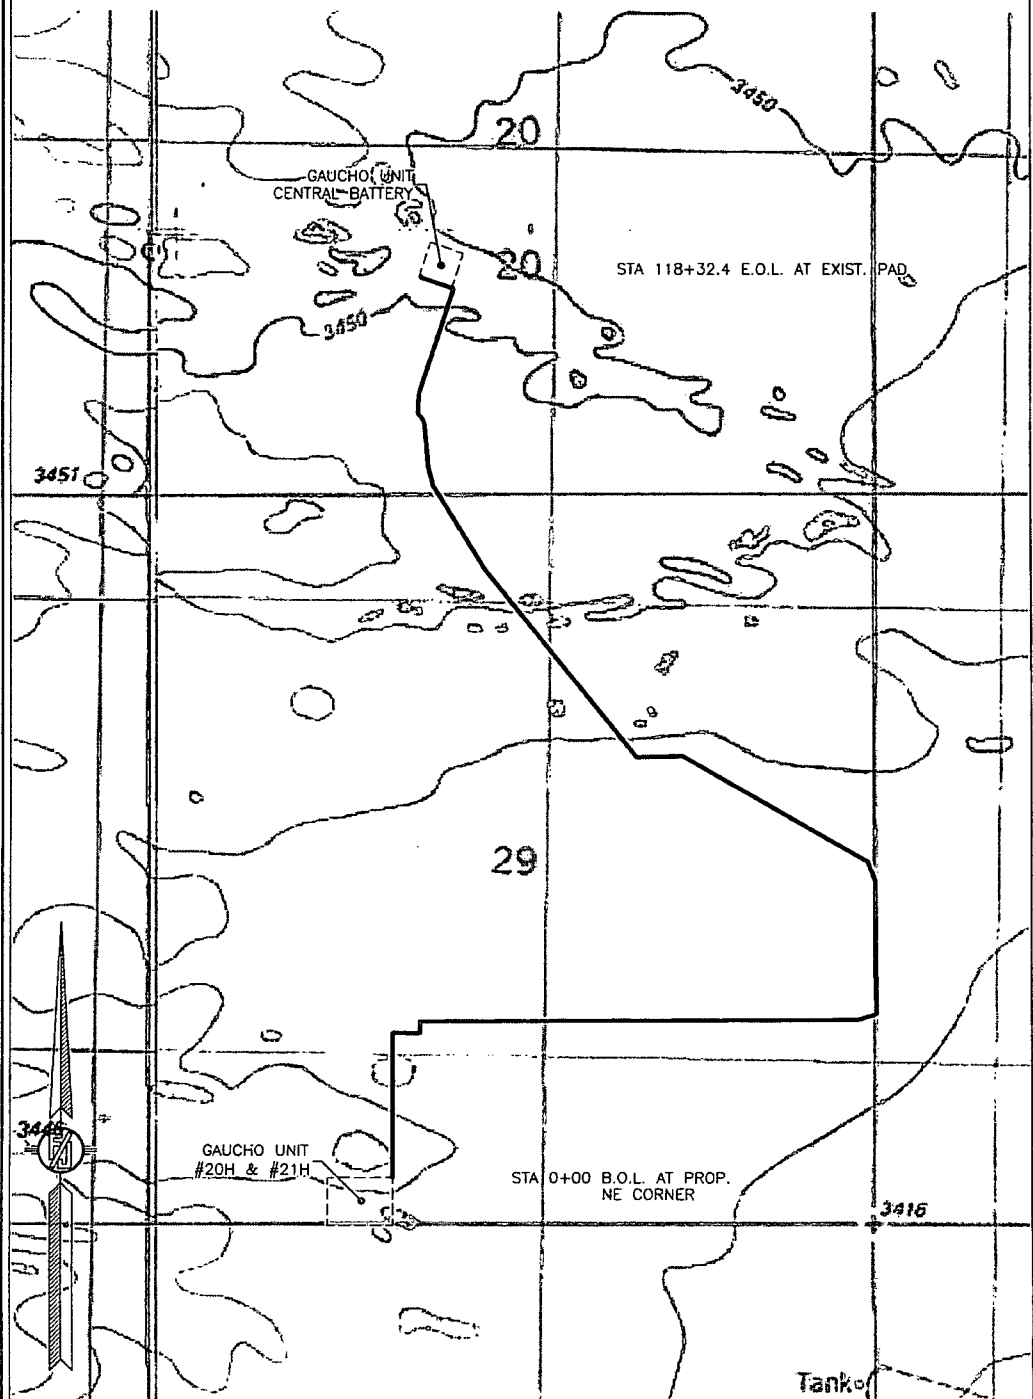 3450
20
GAUCHO UNIT
CENTRAL BATTERY
20
STA 118+32.4 E.O.L. AT EXIST. PAD
3450
3451
29
GAUCHO UNIT
#20H & #21H
STA 0+00 B.O.L. AT PROP.
NE CORNER
3416
Tank